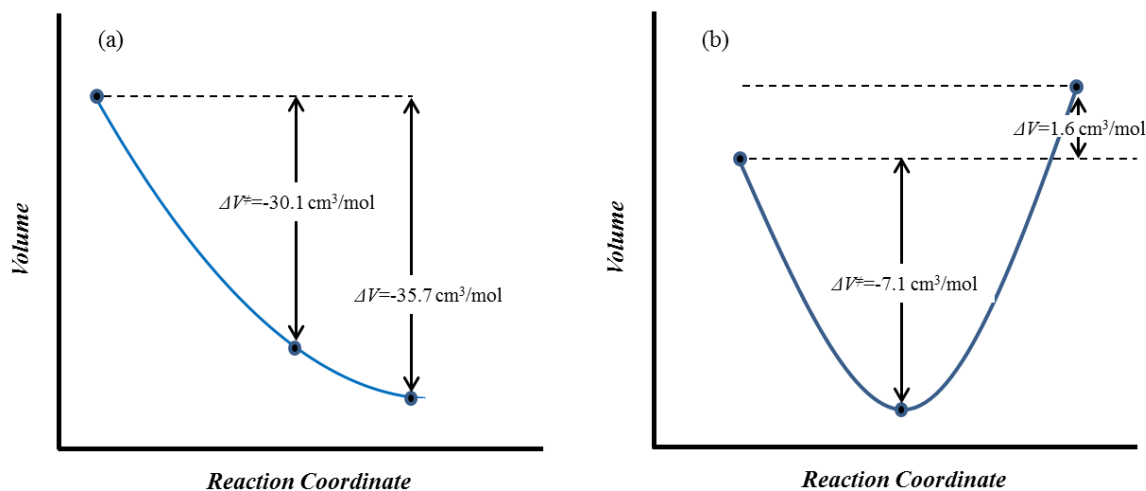 (a)
Volume
ΔV≠=-30.1 cm³/mol
ΔV=-35.7 cm³/mol
Reaction Coordinate
(b)
Volume
ΔV=1.6 cm³/mol
ΔV≠=-7.1 cm³/mol
Reaction Coordinate